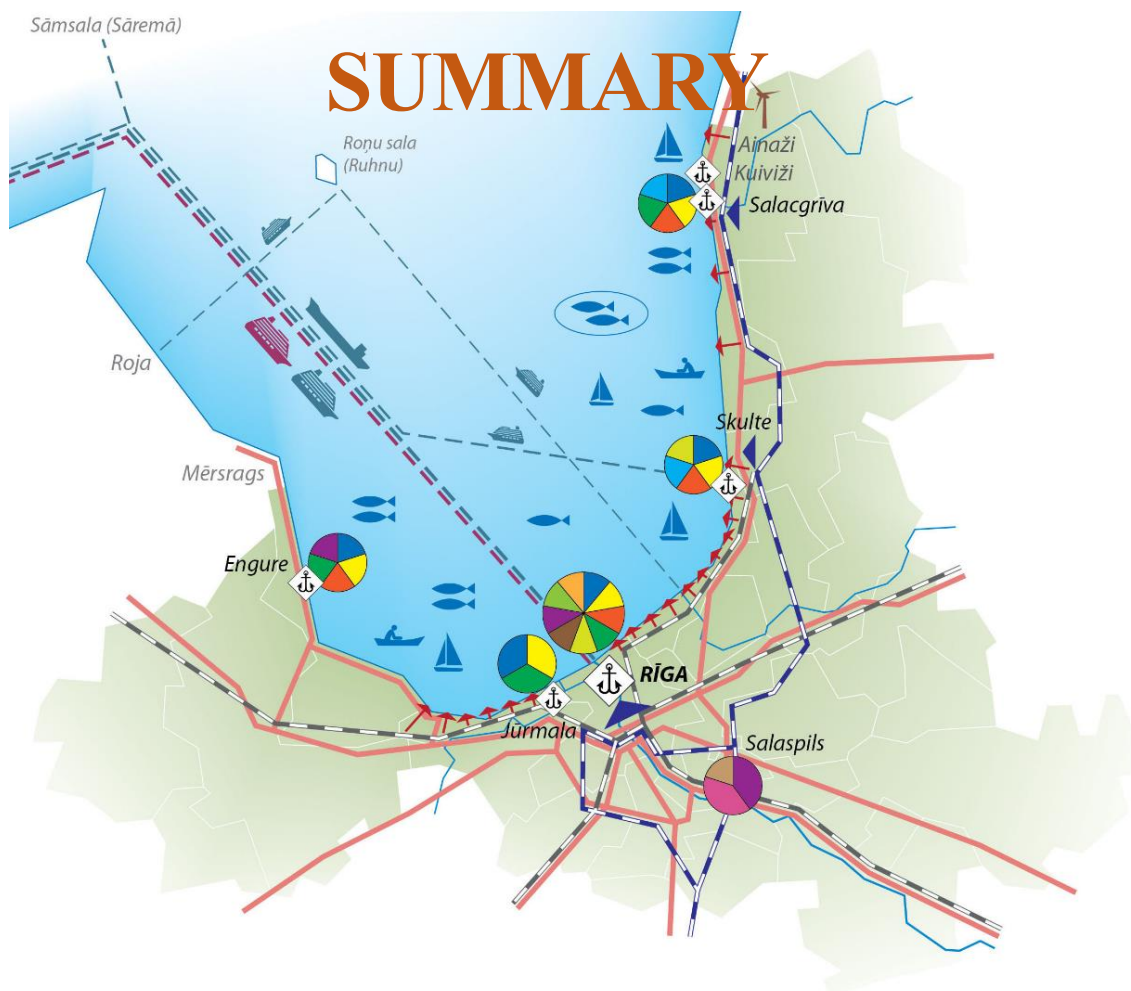 Sāmsala (Sāremā)
SUMMARY
Roņu sala
(Ruhnu)
Ainaži
Kuiviži
Salacgrīva
Roja
Skulte
Mērsrags
Engure
RĪGA
Jūrmala
Salaspils